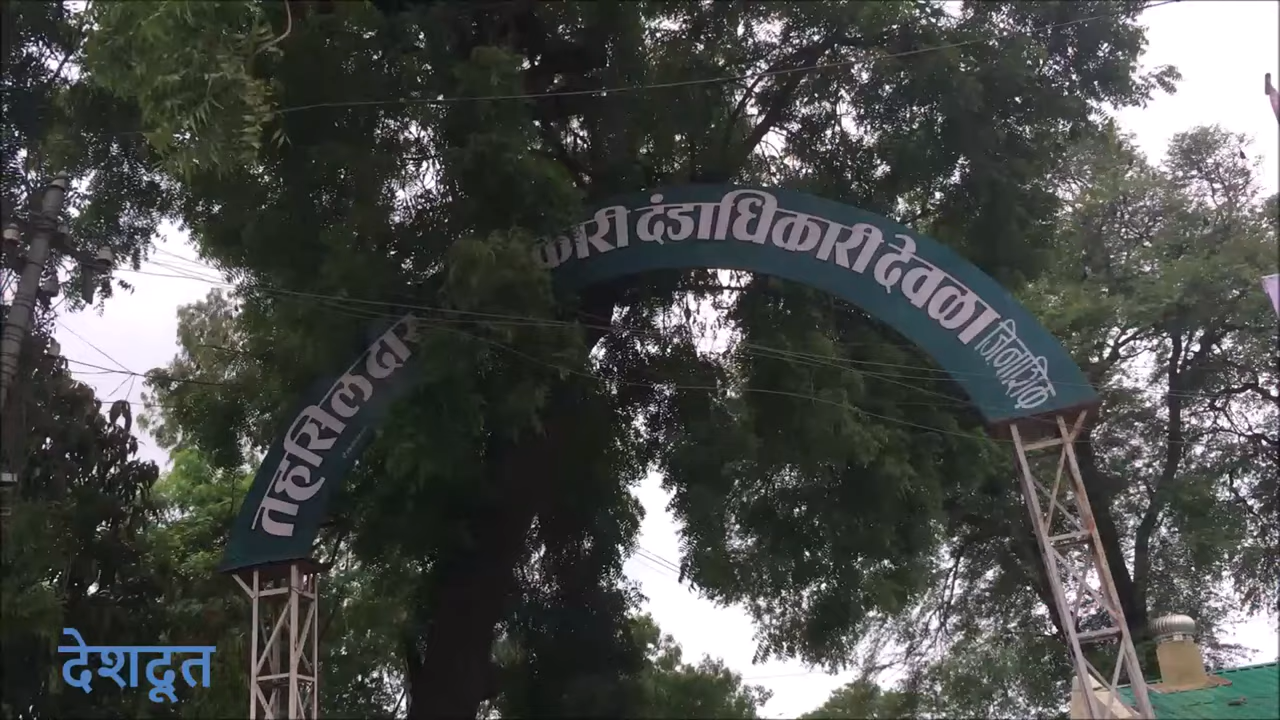 तहसिलदार
कारी दंडाधिकारी देवळा जि.नाशिक
देशदूत